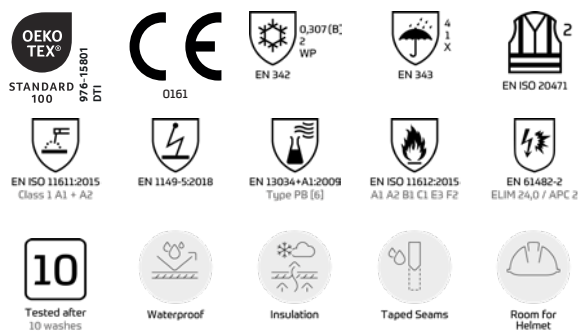 OEKO
TEX®
STANDARD
100
976-15801
DTI
CE
0161
0,307(B)
2
WP
EN 342
4
1
X
EN 343
2
EN ISO 20471
EN ISO 11611:2015
Class 1 A1 + A2
EN 1149-5:2018
EN 13034+A1:2009
Type PB [6]
EN ISO 11612:2015
A1 A2 B1 C1 E3 F2
EN 61482-2
ELIM 24,0 / APC 2
10
Tested after
10 washes
Waterproof
Insulation
Taped Seams
Room for
Helmet